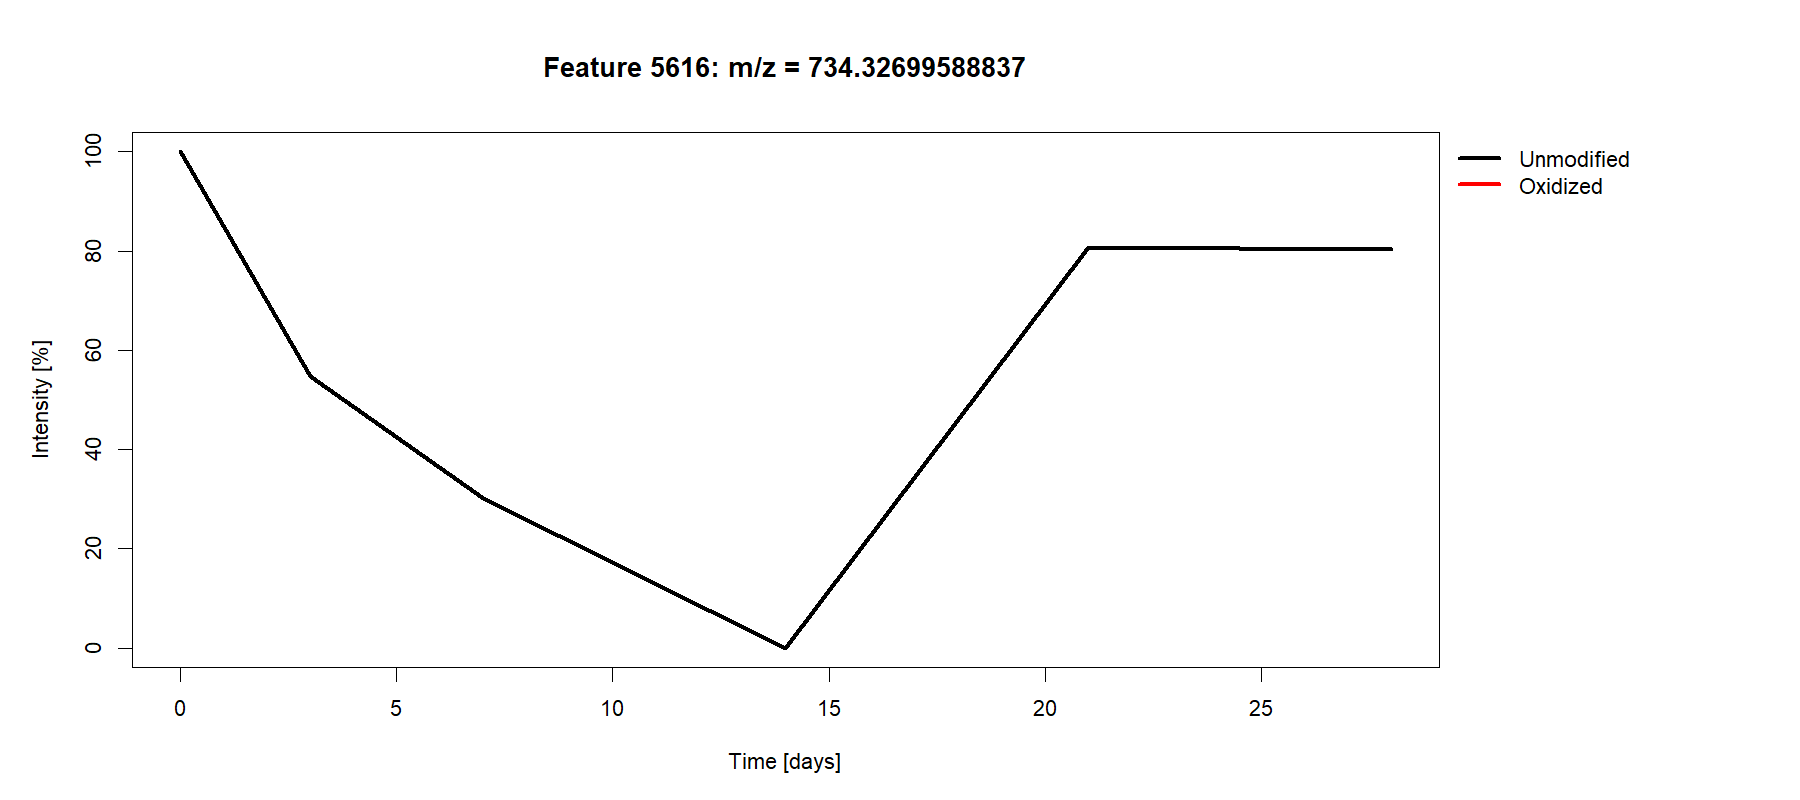 Feature 5616: m/z = 734.32699588837
Unmodified
Oxidized
100
80
60
40
20
0
Intensity [%]
0 5 10 15 20 25
Time [days]